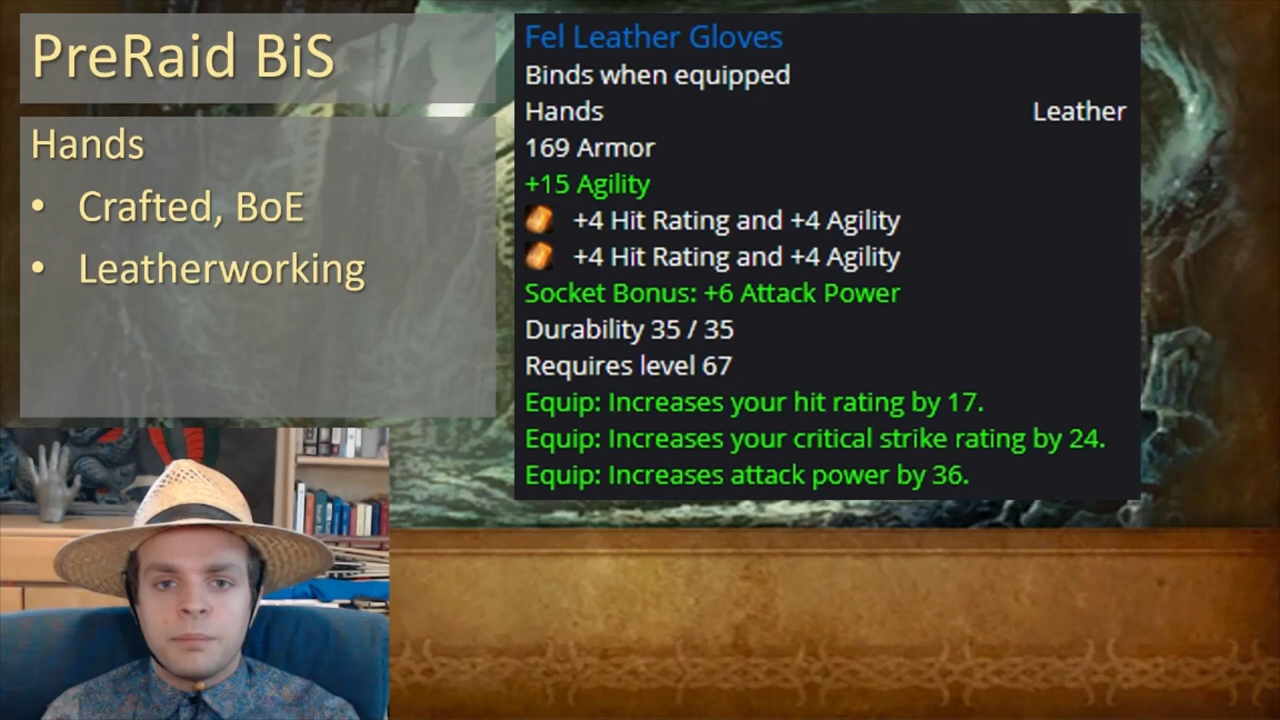 PreRaid BiS
Hands
• Crafted, BoE
• Leatherworking
Fel Leather Gloves
Binds when equipped
Hands Leather
169 Armor
+15 Agility
+4 Hit Rating and +4 Agility
+4 Hit Rating and +4 Agility
Socket Bonus: +6 Attack Power
Durability 35 / 35
Requires level 67
Equip: Increases your hit rating by 17.
Equip: Increases your critical strike rating by 24.
Equip: Increases attack power by 36.